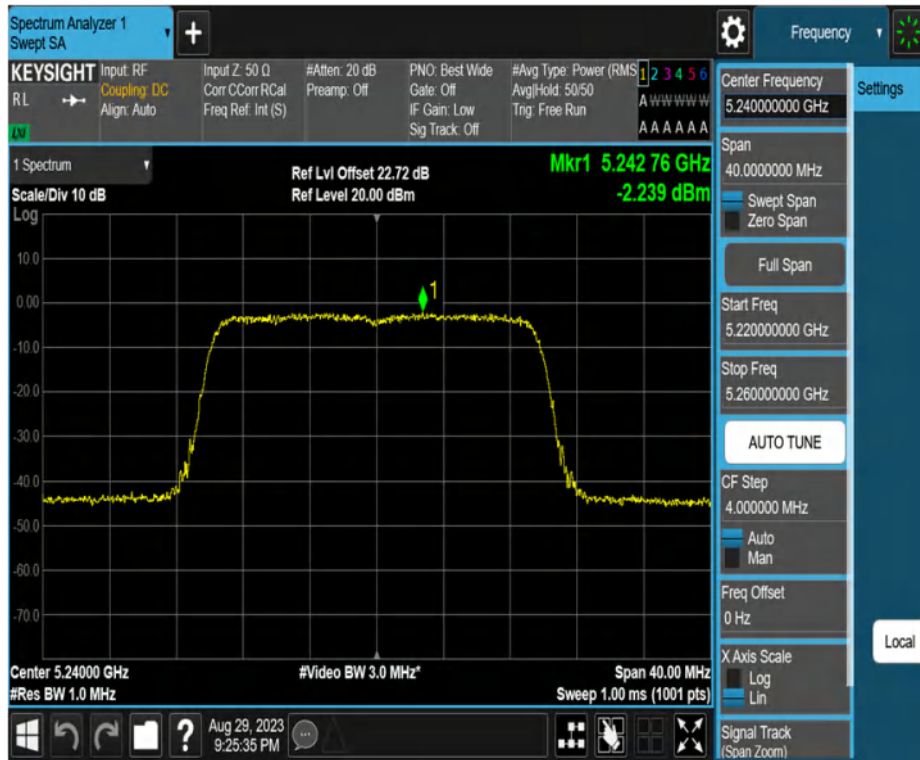 Spectrum Analyzer 1
Swept SA
+
Frequency
KEYSIGHT
RL
LXI
Input: RF
Coupling: DC
Align: Auto
Input Z: 50 Ω
Corr CCorr RCal
Freq Ref: Int (S)
#Atten: 20 dB
Preamp: Off
PNO: Best Wide
Gate: Off
IF Gain: Low
Sig Track: Off
#Avg Type: Power (RMS
Avg|Hold: 50/50
Trig: Free Run
1 2 3 4 5 6
A W W W W W
A A A A A A
1 Spectrum
Scale/Div 10 dB
Log
Ref Lvl Offset 22.72 dB
Ref Level 20.00 dBm
Mkr1 5.242 76 GHz
-2.239 dBm
10.0
0.00
-10.0
-20.0
-30.0
-40.0
-50.0
-60.0
-70.0
1
Center 5.24000 GHz
#Res BW 1.0 MHz
#Video BW 3.0 MHz*
Span 40.00 MHz
Sweep 1.00 ms (1001 pts)
?
Aug 29, 2023
9:25:35 PM
Center Frequency
5.240000000 GHz
Span
40.0000000 MHz
Swept Span
Zero Span
Full Span
Start Freq
5.220000000 GHz
Stop Freq
5.260000000 GHz
AUTO TUNE
CF Step
4.000000 MHz
Auto
Man
Freq Offset
0 Hz
X Axis Scale
Log
Lin
Signal Track
(Span Zoom)
Settings
Local